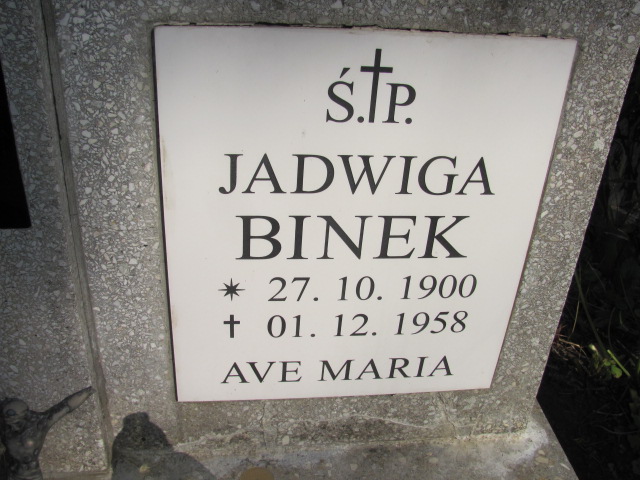 Ś.†P.
JADWIGA
BINEK
✴ 27. 10. 1900
† 01. 12. 1958
AVE MARIA